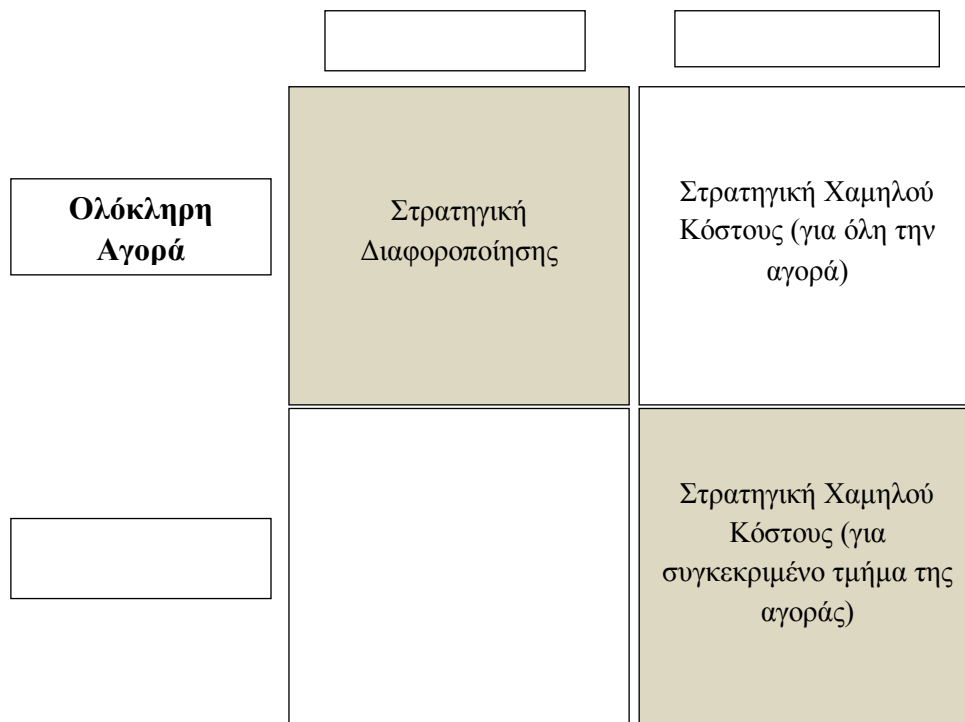 Ολόκληρη
Αγορά
Στρατηγική
Διαφοροποίησης
Στρατηγική Χαμηλού
Κόστους (για όλη την
αγορά)
Στρατηγική Χαμηλού
Κόστους (για
συγκεκριμένο τμήμα της
αγοράς)